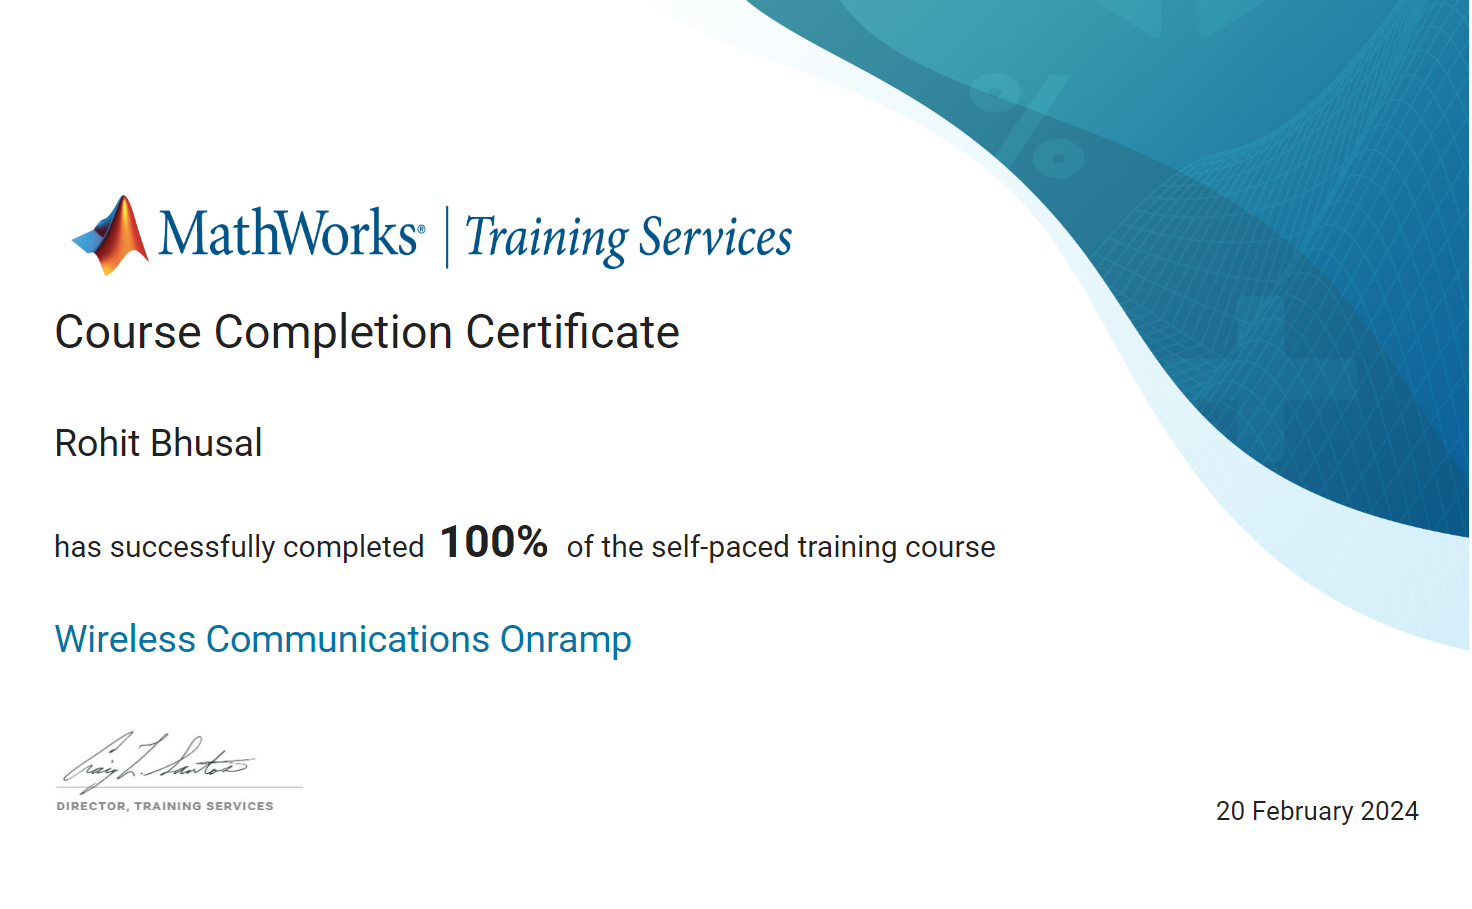 MathWorks® | Training Services
Course Completion Certificate
Rohit Bhusal
has successfully completed 100% of the self-paced training course
Wireless Communications Onramp
Craig L. Santos
DIRECTOR, TRAINING SERVICES
20 February 2024